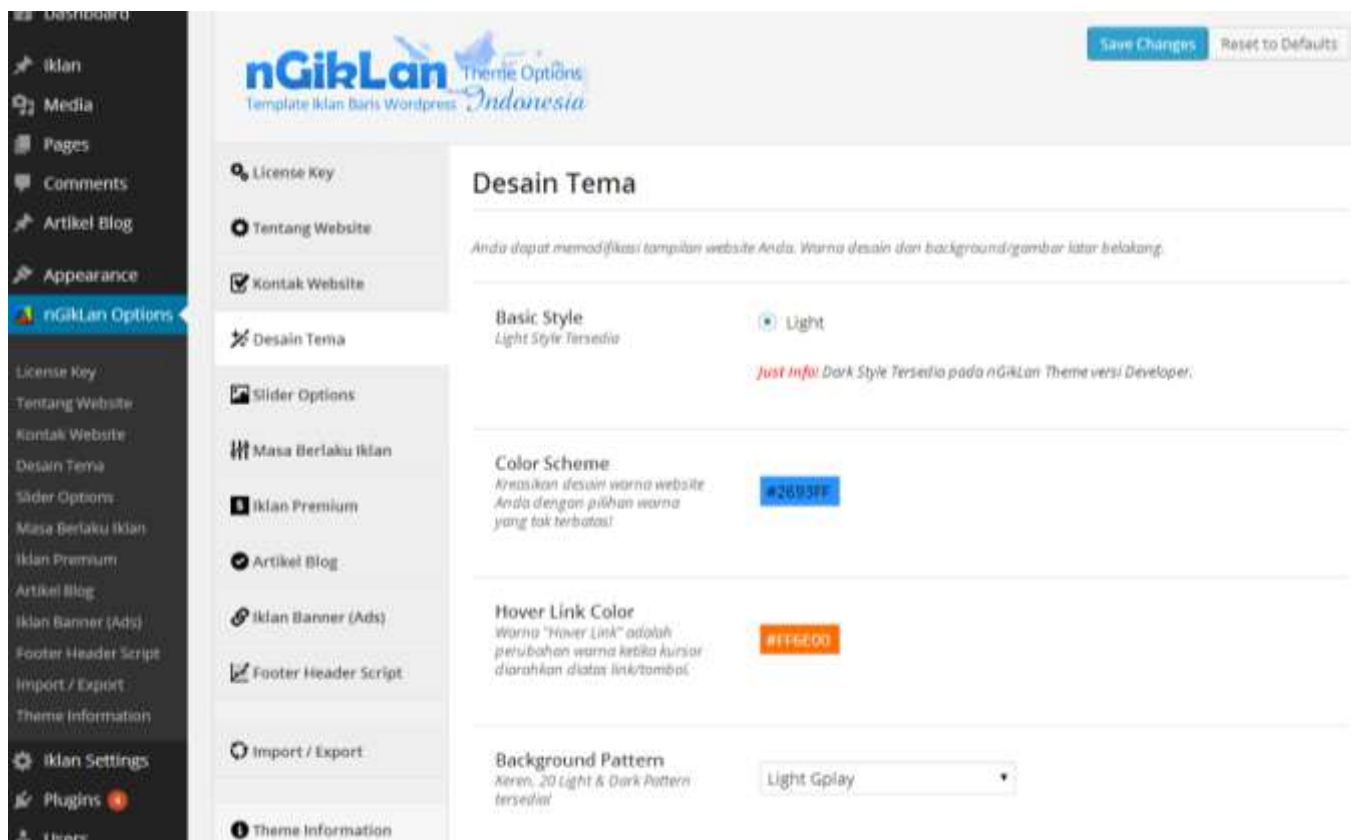 Dashboard
Iklan
Media
Pages
Comments
Artikel Blog
Appearance
nGikLan Options
License Key
Tentang Website
Kontak Website
Desain Tema
Slider Options
Masa Berlaku Iklan
Iklan Premium
Artikel Blog
Iklan Banner (Ads)
Footer Header Script
Import / Export
Theme Information
Iklan Settings
Plugins 4
Users
nGikLan Theme Options
Template Iklan Baris Wordpress Indonesia
Save Changes Reset to Defaults
License Key
Tentang Website
Kontak Website
Desain Tema
Slider Options
Masa Berlaku Iklan
Iklan Premium
Artikel Blog
Iklan Banner (Ads)
Footer Header Script
Import / Export
Theme Information
Desain Tema
Anda dapat memodifikasi tampilan website Anda. Warna desain dan background/gambar latar belakang.
Basic Style
Light Style Tersedia
Light
Just Info: Dark Style Tersedia pada nGikLan Theme versi Developer.
Color Scheme
Kreasikan desain warna website
Anda dengan pilihan warna
yang tak terbatas!
#2693FF
Hover Link Color
Warna "Hover Link" adalah
perubahan warna ketika kursor
diarahkan diatas link/tombol.
#FF6E00
Background Pattern
Keren, 20 Light & Dark Pattern
tersedia!
Light Gplay